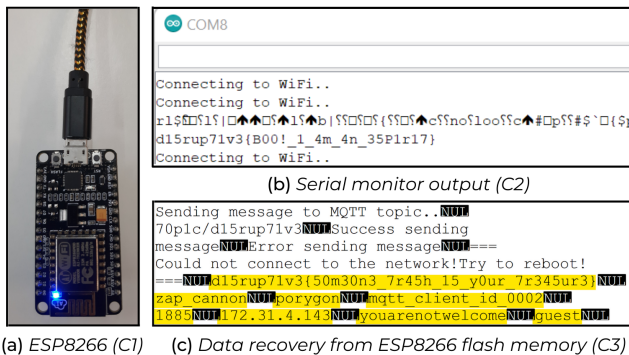 COM8
Connecting to WiFi..
Connecting to WiFi..
d15rup71v3{B00!_1_4m_4n_35P1r17}
Connecting to WiFi..
(b) Serial monitor output (C2)
Sending message to MQTT topic..NUL
70p1c/d15rup71v3NULSuccess sending
messageNULError sending messageNUL===
Could not connect to the network!Try to reboot!
===NULd15rup71v3{50m30n3_7r45h_15_y0ur_7r345ur3}NUL
zap_cannonNULporygonNULmqtt_client_id_0002NUL
1885NUL172.31.4.143NULyouarenotwelcomeNULguestNUL
(a) ESP8266 (C1)
(c) Data recovery from ESP8266 flash memory (C3)